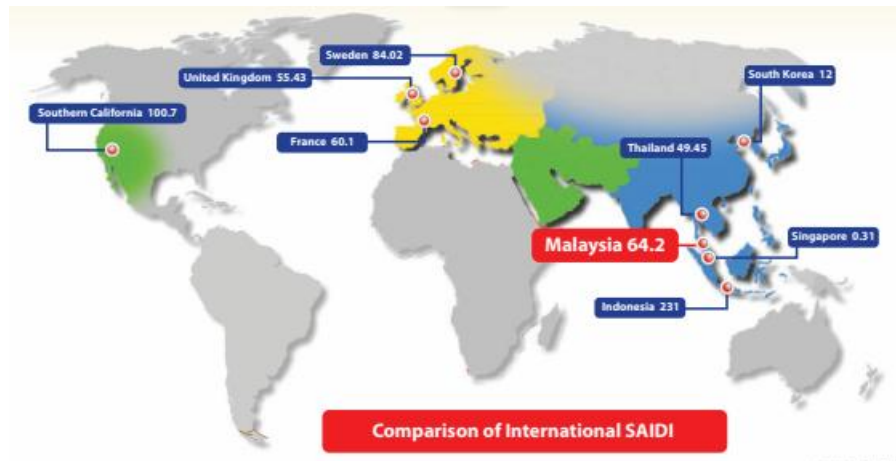 Sweden 84.02
United Kingdom 55.43
South Korea 12
Southern California 100.7
France 60.1
Thailand 49.45
Malaysia 64.2
Singapore 0.31
Indonesia 231
Comparison of International SAIDI